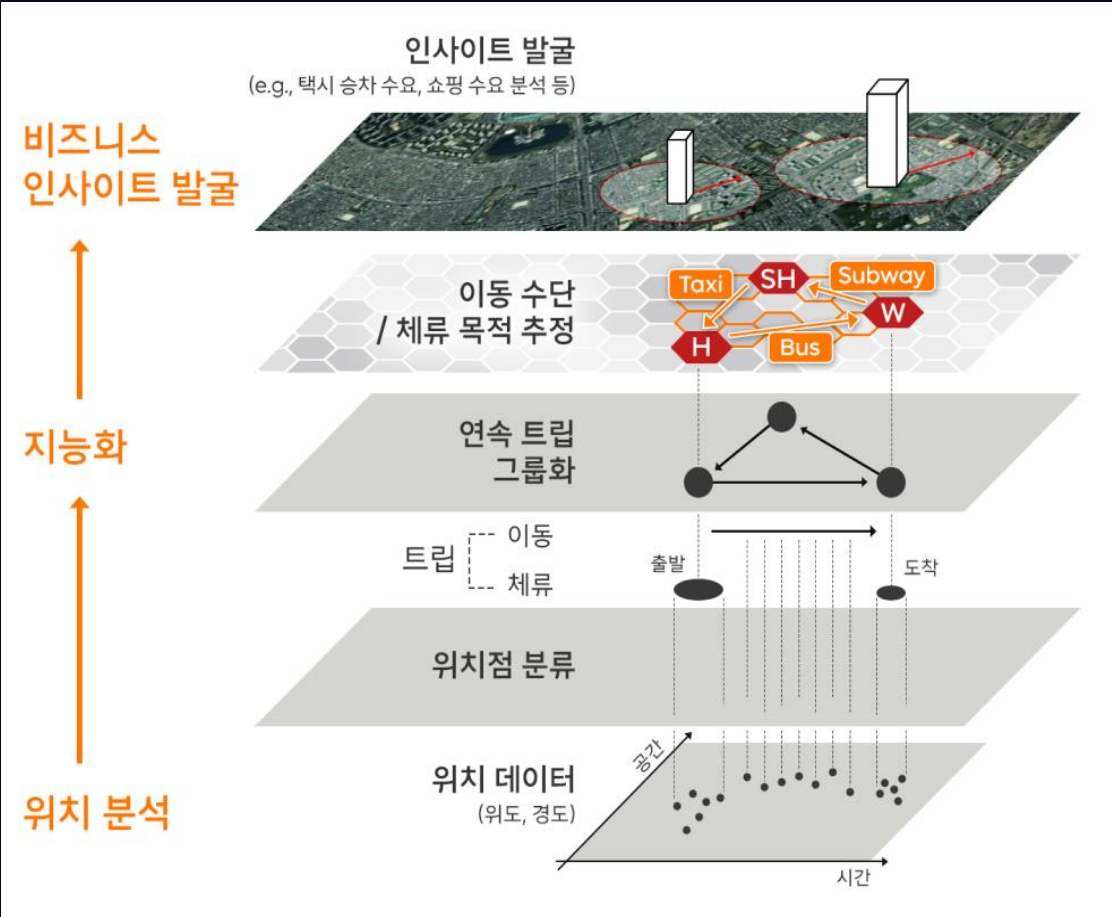 인사이트 발굴
(e.g., 택시 승차 수요, 쇼핑 수요 분석 등)
비즈니스
인사이트 발굴
이동 수단
/ 체류 목적 추정
Taxi
SH
Subway
W
H
Bus
지능화
연속 트립
그룹화
트립
이동
체류
출발
도착
위치점 분류
공간
위치 데이터
(위도, 경도)
위치 분석
시간